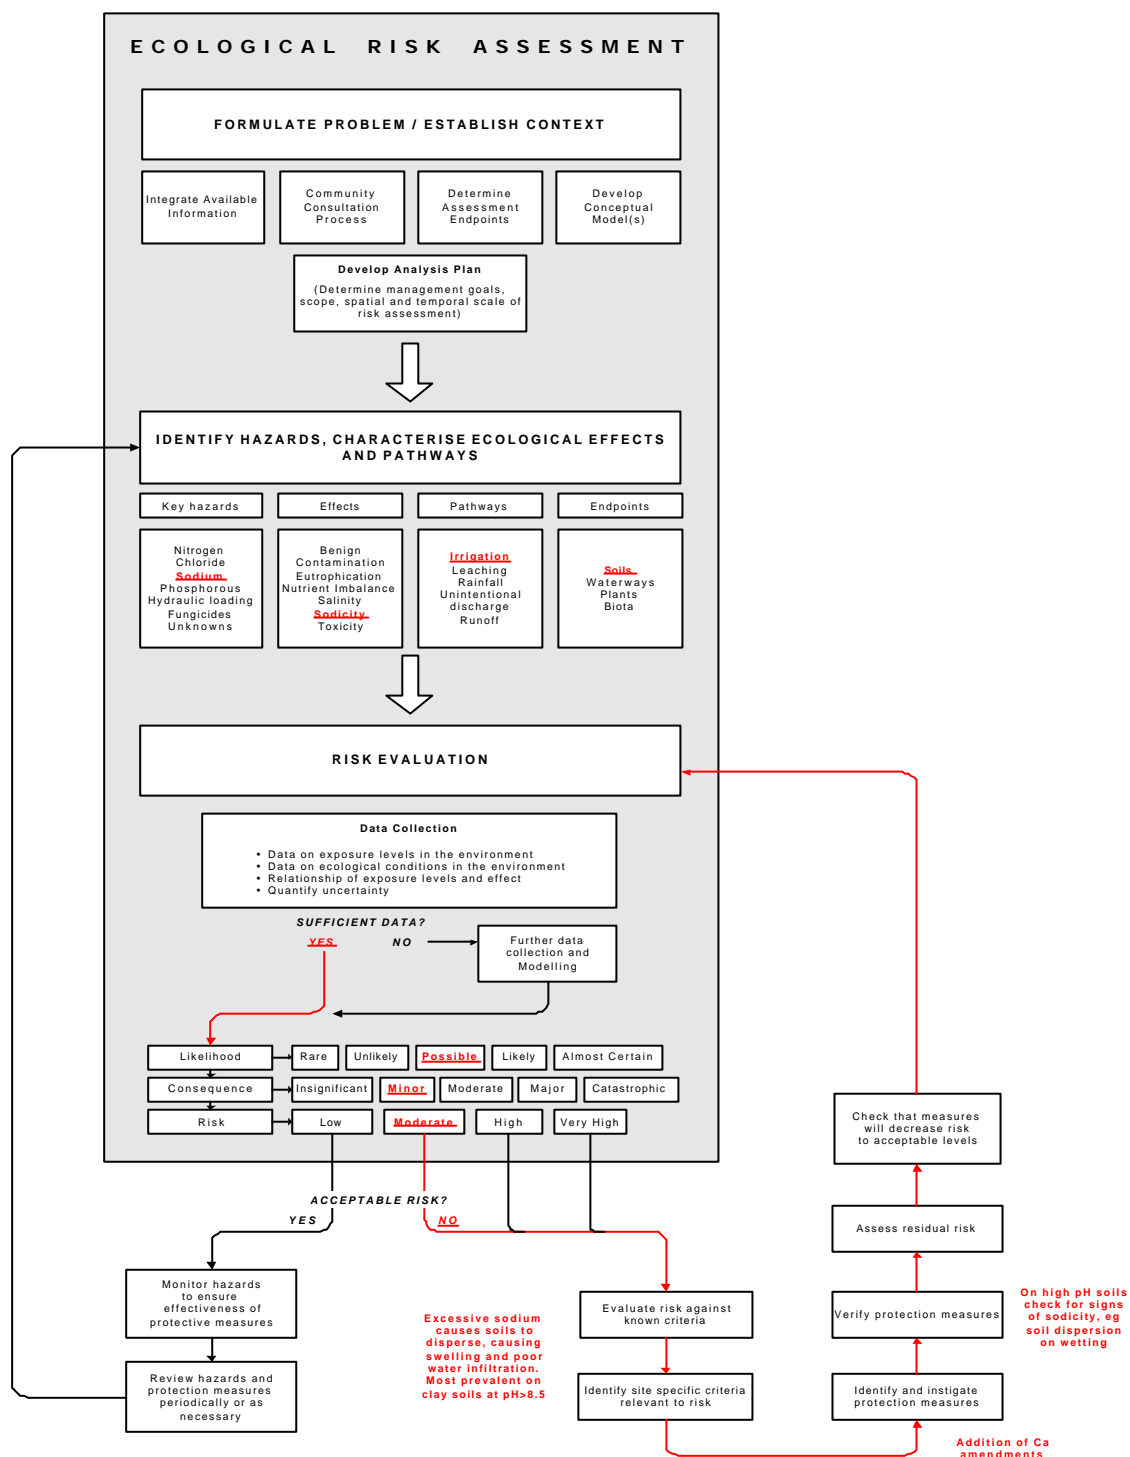 ECOLOGICAL RISK ASSESSMENT
FORMULATE PROBLEM / ESTABLISH CONTEXT
Integrate Available
Information
Community
Consultation
Process
Determine
Assessment
Endpoints
Develop
Conceptual
Model(s)
Develop Analysis Plan
(Determine management goals,
scope, spatial and temporal scale of
risk assessment)
IDENTIFY HAZARDS, CHARACTERISE ECOLOGICAL EFFECTS
AND PATHWAYS
Key hazards
Effects
Pathways
Endpoints
Nitrogen
Chloride
Sodium
Phosphorous
Hydraulic loading
Fungicides
Unknowns
Benign
Contamination
Eutrophication
Nutrient Imbalance
Salinity
Sodicity
Toxicity
Irrigation
Leaching
Rainfall
Unintentional
discharge
Runoff
Soils
Waterways
Plants
Biota
RISK EVALUATION
Data Collection
• Data on exposure levels in the environment
• Data on ecological conditions in the environment
• Relationship of exposure levels and effect
• Quantify uncertainty
SUFFICIENT DATA?
YES
NO
Further data
collection and
Modelling
Likelihood
Rare
Unlikely
Possible
Likely
Almost Certain
Consequence
Insignificant
Minor
Moderate
Major
Catastrophic
Risk
Low
Moderate
High
Very High
ACCEPTABLE RISK?
YES
NO
Monitor hazards
to ensure
effectiveness of
protective measures
Review hazards and
protection measures
periodically or as
necessary
Excessive sodium
causes soils to
disperse, causing
swelling and poor
water infiltration.
Most prevalent on
clay soils at pH>8.5
Evaluate risk against
known criteria
Identify site specific criteria
relevant to risk
Check that measures
will decrease risk
to acceptable levels
Assess residual risk
Verify protection measures
Identify and instigate
protection measures
On high pH soils
check for signs
of sodicity, eg
soil dispersion
on wetting
Addition of Ca
amendments